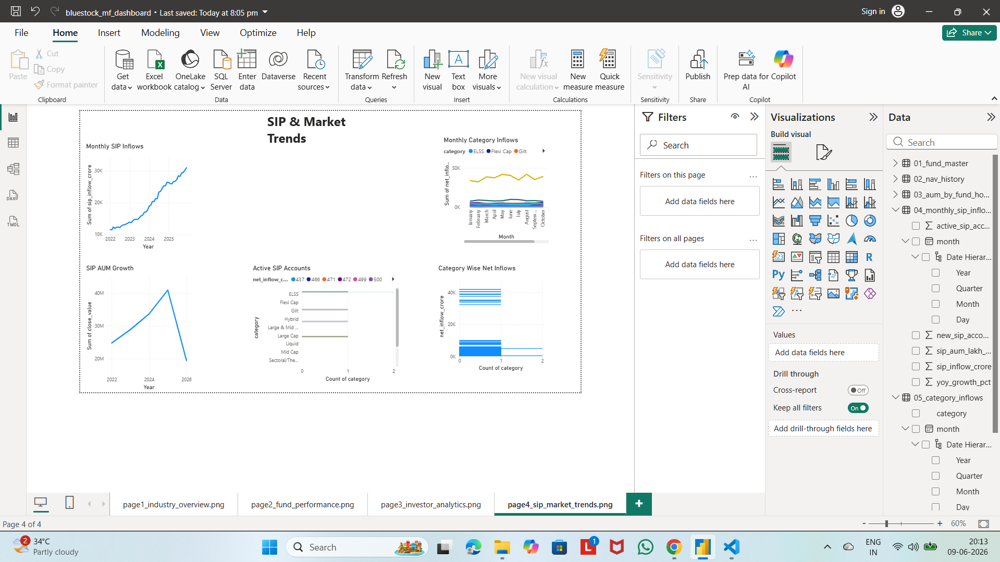 bluestock_mf_dashboard • Last saved: Today at 8:05 pm
Sign in
File
Home
Insert
Modeling
View
Optimize
Help
Share
Paste
Cut
Copy
Format painter
Clipboard
Get data
Excel workbook
OneLake catalog
SQL Server
Enter data
Dataverse
Recent sources
Data
Transform data
Refresh
Queries
New visual
Text box
More visuals
Insert
New visual calculation
New measure
Quick measure
Calculations
Sensitivity
Sensitivity
Publish
Share
Prep data for AI
Copilot
Copilot
SIP & Market
Trends
Monthly SIP Inflows
Sum of sip_inflow_crore
30K
20K
10K
2022 2023 2024 2025
Year
Monthly Category Inflows
category ELSS Flexi Cap Gilt
Sum of net_inflo...
50K
0K
January February March April May June July August Septem... October
Month
SIP AUM Growth
Sum of close_value
40M
30M
20M
2022 2024 2026
Year
Active SIP Accounts
net_inflow_c... 437 466 471 472 499 500
category
ELSS
Flexi Cap
Gilt
Hybrid
Large & Mid ...
Large Cap
Liquid
Mid Cap
Sectoral/The...
0 1 2
Count of category
Category Wise Net Inflows
net_inflow_crore
40K
20K
0K
0 1 2
Count of category
Filters
Search
Filters on this page ...
Add data fields here
Filters on all pages ...
Add data fields here
Visualizations
Build visual
123
R
Py
...
Values
Add data fields here
Drill through
Cross-report Off
Keep all filters On
Add drill-through fields here
Data
Search
01_fund_master
02_nav_history
03_aum_by_fund_ho...
04_monthly_sip_inflo...
active_sip_acc...
month
Date Hierar...
Year
Quarter
Month
Day
new_sip_acco...
sip_aum_lakh_...
sip_inflow_crore
yoy_growth_pct
05_category_inflows
category
month
Date Hierar...
Year
Quarter
Month
Day
DAX
TMDL
page1_industry_overview.png
page2_fund_performance.png
page3_investor_analytics.png
page4_sip_market_trends.png
+
Page 4 of 4
- + 60%
2
34°C
Partly cloudy
Search
L
1
ENG
IN
20:13
09-06-2026